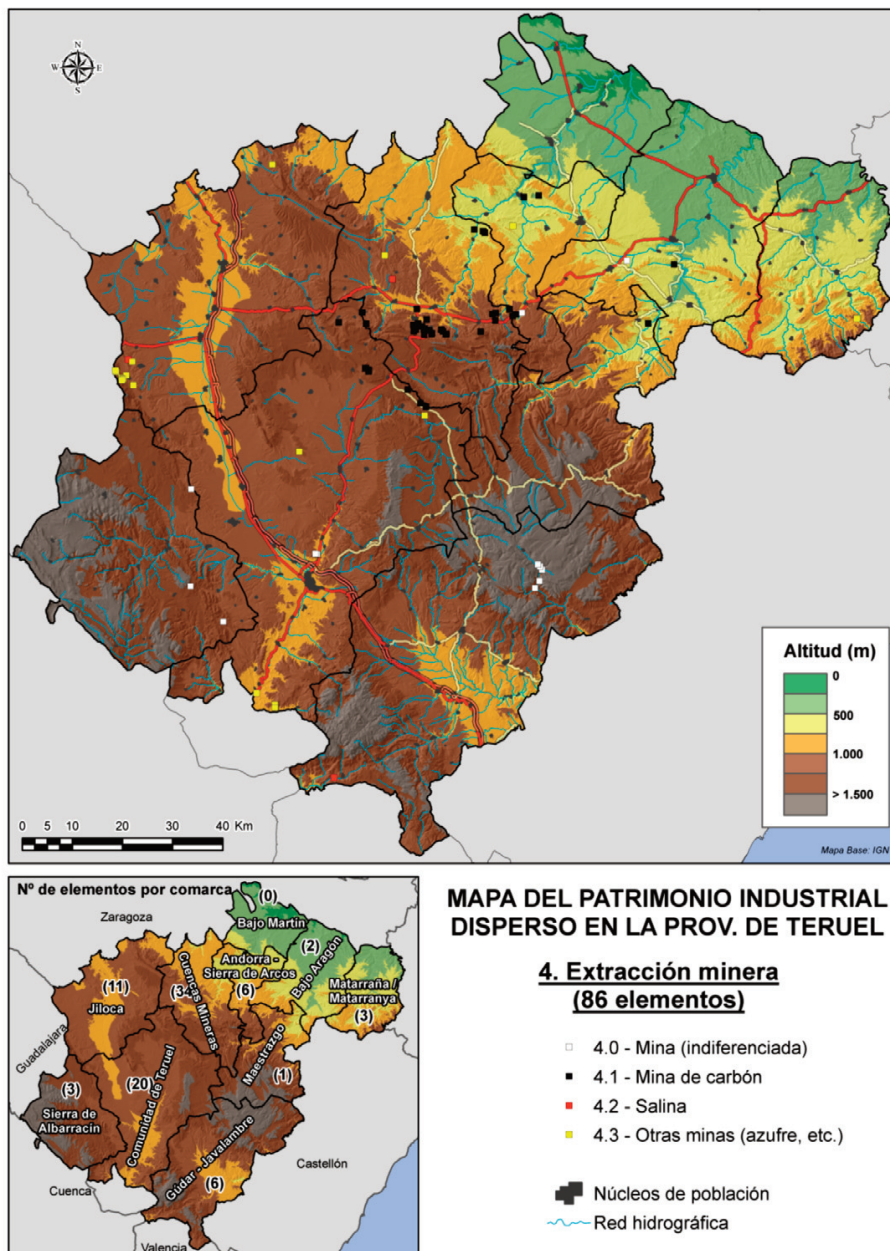 N
W E
S
Altitud (m)
0
500
1.000
> 1.500
0 10 20 30 40 Km
Mapa Base: IGN
Nº de elementos por comarca
Zaragoza
(0)
Bajo Martín
(2)
Andorra -
Sierra de Arcos
(6)
Bajo Aragón
Matarraña /
Matarranya
(3)
(11)
Jiloca
Cuencas Mineras
Guadalajara
Maestrazgo
(1)
(3)
Sierra de
Albarracín
(20)
Comunidad de Teruel
Gúdar - Javalambre
(6)
Castellón
Cuenca
Valencia
MAPA DEL PATRIMONIO INDUSTRIAL
DISPERSO EN LA PROV. DE TERUEL
4. Extracción minera
(86 elementos)
4.0 - Mina (indiferenciada)
4.1 - Mina de carbón
4.2 - Salina
4.3 - Otras minas (azufre, etc.)
Núcleos de población
Red hidrográfica